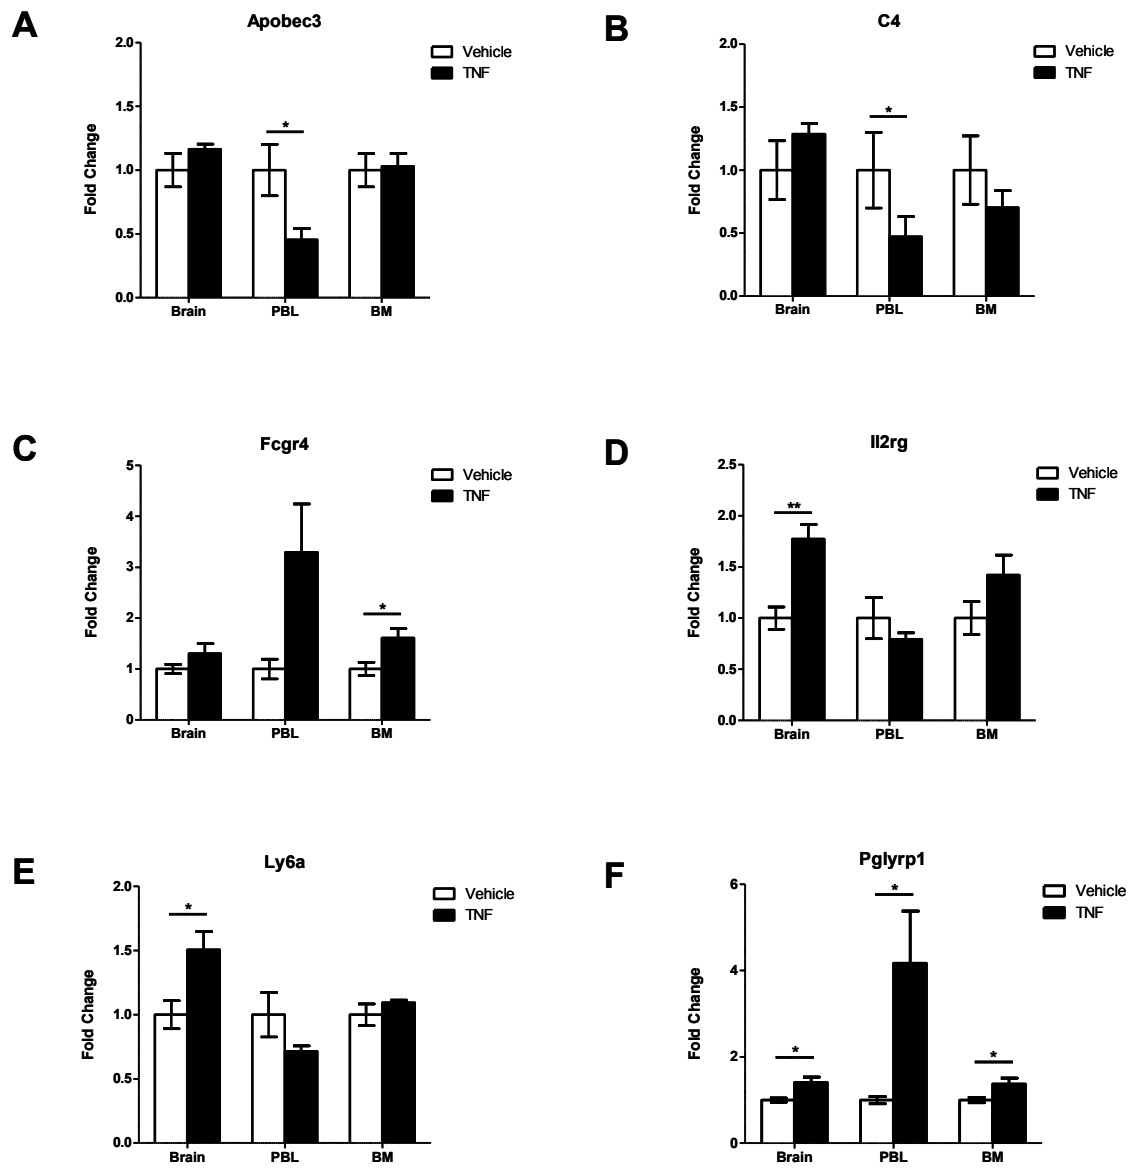 A
Apobec3
Vehicle
TNF
Fold Change
2.0
1.5
1.0
0.5
0.0
*
Brain PBL BM
B
C4
Vehicle
TNF
Fold Change
2.0
1.5
1.0
0.5
0.0
*
Brain PBL BM
C
Fcgr4
Vehicle
TNF
Fold Change
5
4
3
2
1
0
*
Brain PBL BM
D
Il2rg
Vehicle
TNF
Fold Change
2.5
2.0
1.5
1.0
0.5
0.0
**
Brain PBL BM
E
Ly6a
Vehicle
TNF
Fold Change
2.0
1.5
1.0
0.5
0.0
*
Brain PBL BM
F
Pglyrp1
Vehicle
TNF
Fold Change
6
4
2
0
* * *
Brain PBL BM